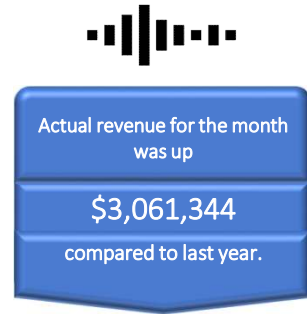 Actual revenue for the month
was up
$3,061,344
compared to last year.